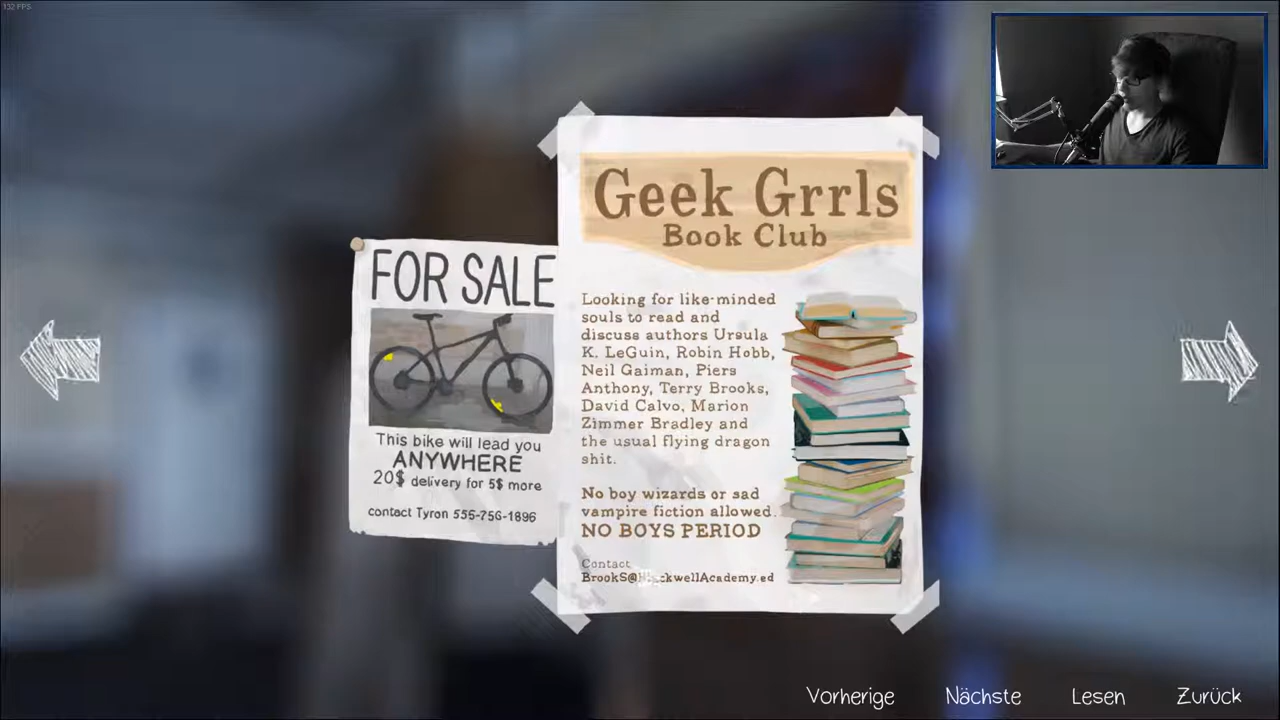 132 FPS
FOR SALE
This bike will lead you
ANYWHERE
20$ delivery for 5$ more
contact Tyron 555-756-1896
Geek Grrls
Book Club
Looking for like-minded
souls to read and
discuss authors Ursula
K. LeGuin, Robin Hobb,
Neil Gaiman, Piers
Anthony, Terry Brooks,
David Calvo, Marion
Zimmer Bradley and
the usual flying dragon
shit.
No boy wizards or sad
vampire fiction allowed.
NO BOYS PERIOD
Contact
Vorherige
Nächste
Lesen
Zurück